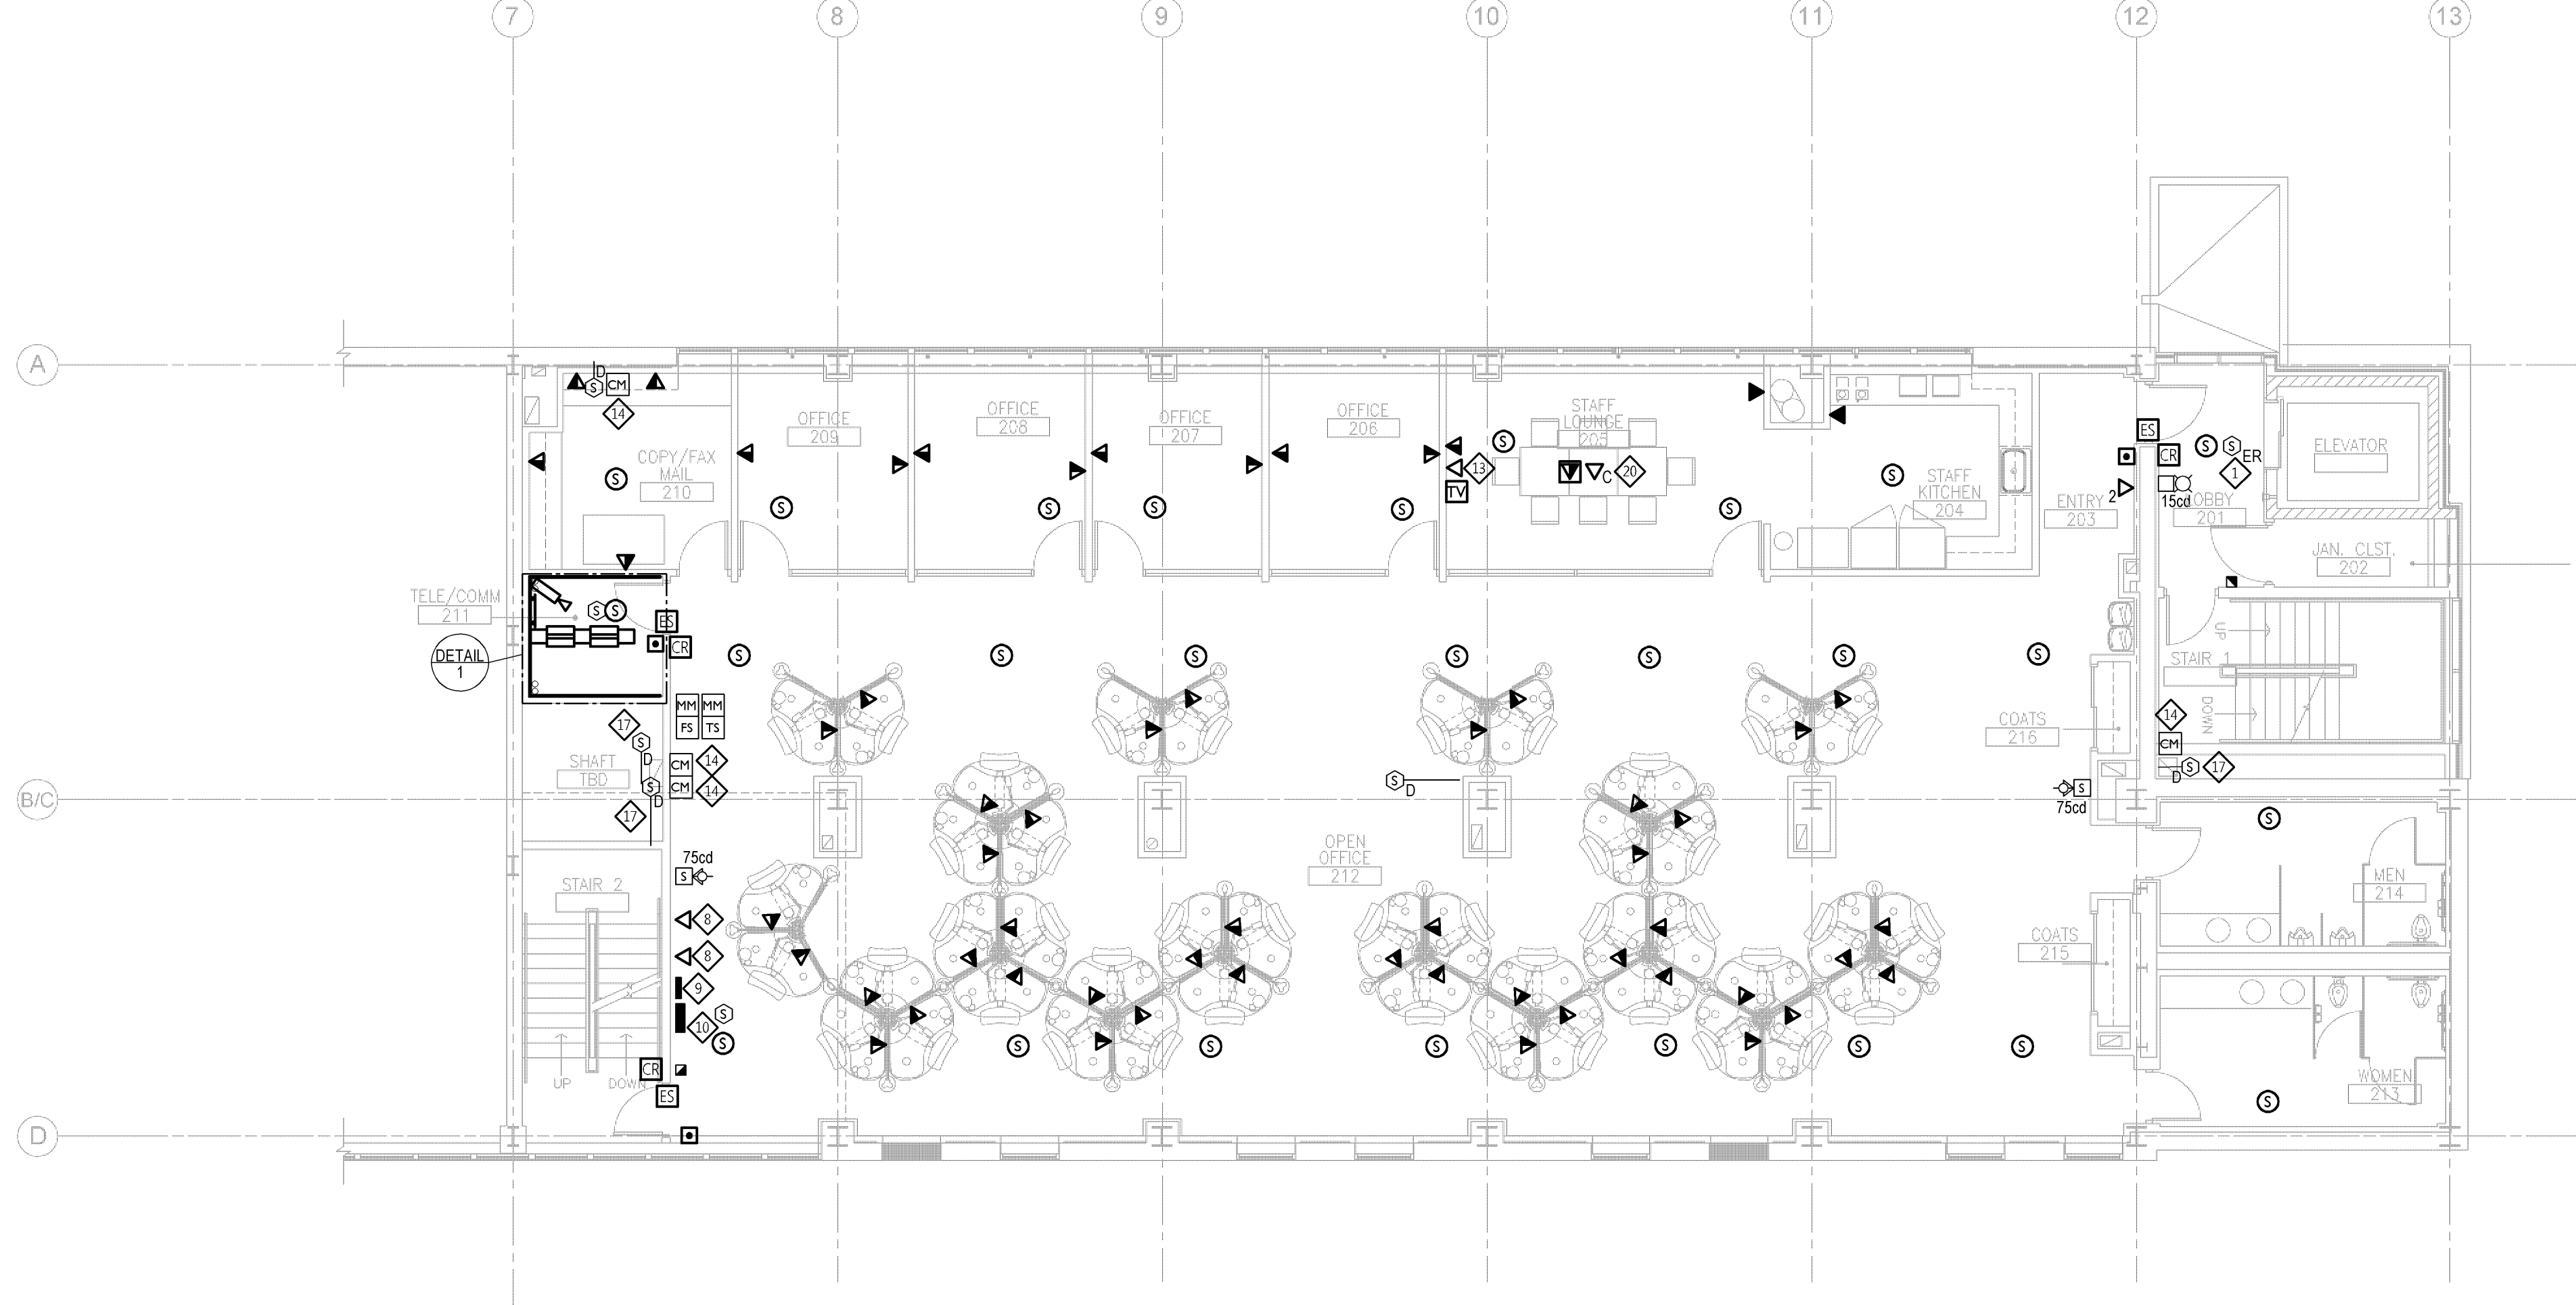 7 8 9 10 11 12 13
A
D
S CM
14
OFFICE
209
OFFICE
208
OFFICE
207
OFFICE
206
STAFF
LOUNGE
205
COPY/FAX
MAIL
210
S
S
S
S
S
S
13
TV
C 20
S
S
STAFF
KITCHEN
204
ENTRY
203
2
ES
CR
S
S
ER
1
15cd
LOBBY
201
ELEVATOR
JAN. CLST.
202
TELE/COMM
211
DETAIL
1
S S
ES
CR
S
S
S
S
S
S
S
UP
STAIR 1
DOWN
14
CM
S
D
17
COATS
216
S
75cd
MM MM
FS TS
17
S
D
SHAFT
TBD
CM 14
CM 14
S
D
17
B/C
S
D
OPEN
OFFICE
212
75cd
S
STAIR 2
8
8
9
10
S
S
CR
ES
UP
DOWN
S
S
S
S
S
S
COATS
215
S
MEN
214
WOMEN
213
S
D